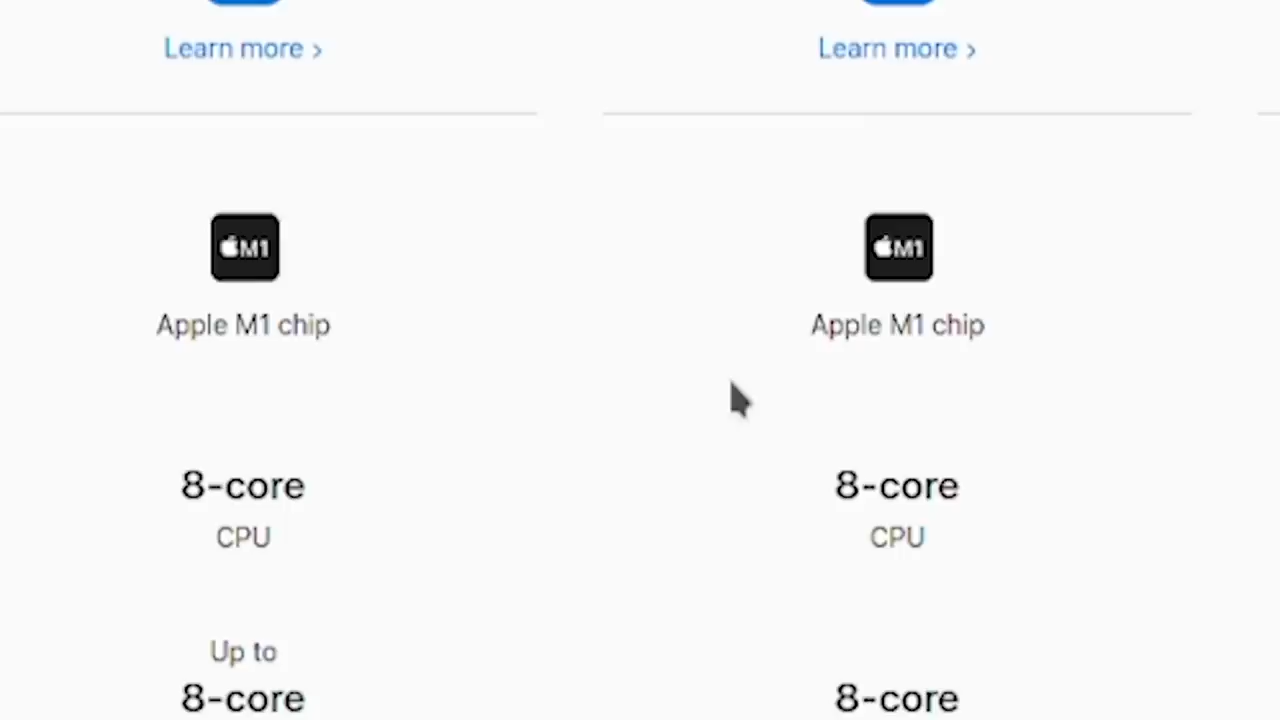 Learn more >
Learn more >
M1
M1
Apple M1 chip
Apple M1 chip
8-core
CPU
8-core
CPU
Up to
8-core
8-core